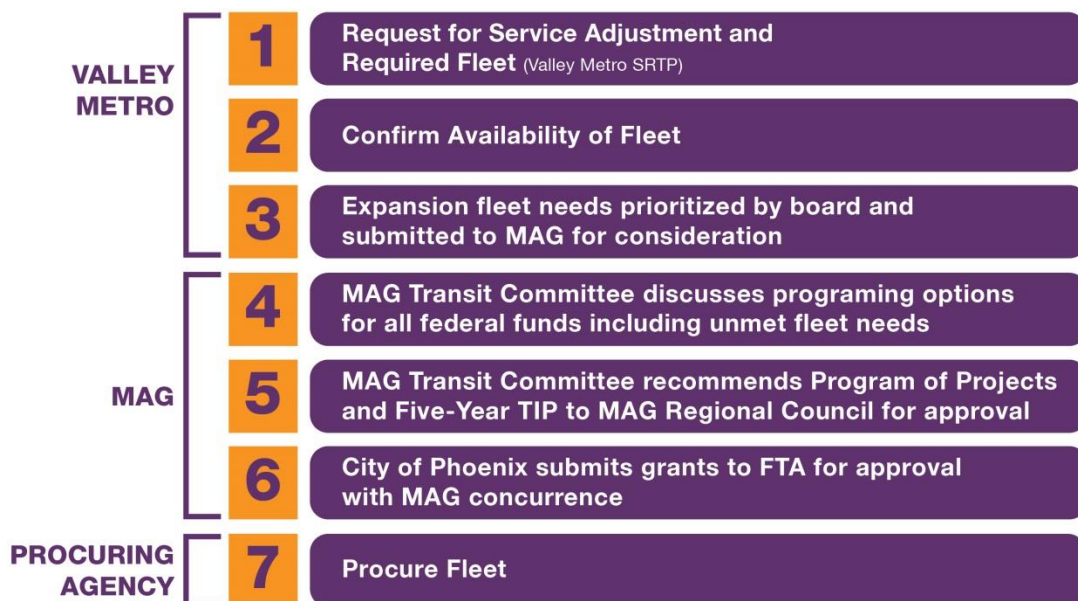 VALLEY
METRO
1
Request for Service Adjustment and
Required Fleet (Valley Metro SRTP)
2
Confirm Availability of Fleet
3
Expansion fleet needs prioritized by board and
submitted to MAG for consideration
MAG
4
MAG Transit Committee discusses programing options
for all federal funds including unmet fleet needs
5
MAG Transit Committee recommends Program of Projects
and Five-Year TIP to MAG Regional Council for approval
6
City of Phoenix submits grants to FTA for approval
with MAG concurrence
PROCURING
AGENCY
7
Procure Fleet